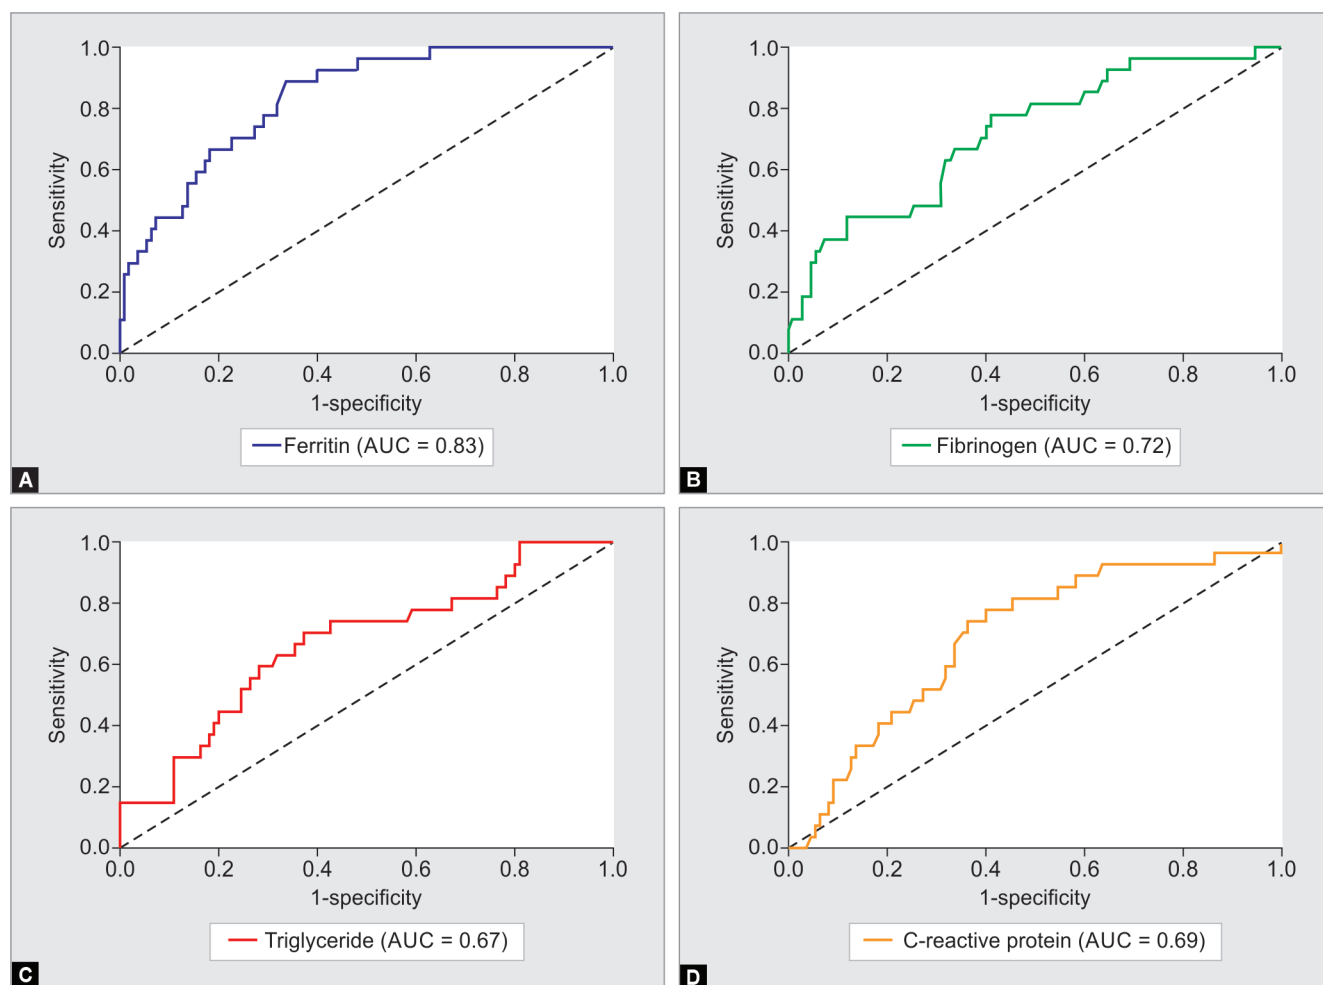 1.0
0.8
0.6
0.4
0.2
0.0
Sensitivity
0.0 0.2 0.4 0.6 0.8 1.0
1-specificity
Ferritin (AUC = 0.83)
A
1.0
0.8
0.6
0.4
0.2
0.0
Sensitivity
0.0 0.2 0.4 0.6 0.8 1.0
1-specificity
Fibrinogen (AUC = 0.72)
B
1.0
0.8
0.6
0.4
0.2
0.0
Sensitivity
0.0 0.2 0.4 0.6 0.8 1.0
1-specificity
Triglyceride (AUC = 0.67)
C
1.0
0.8
0.6
0.4
0.2
0.0
Sensitivity
0.0 0.2 0.4 0.6 0.8 1.0
1-specificity
C-reactive protein (AUC = 0.69)
D